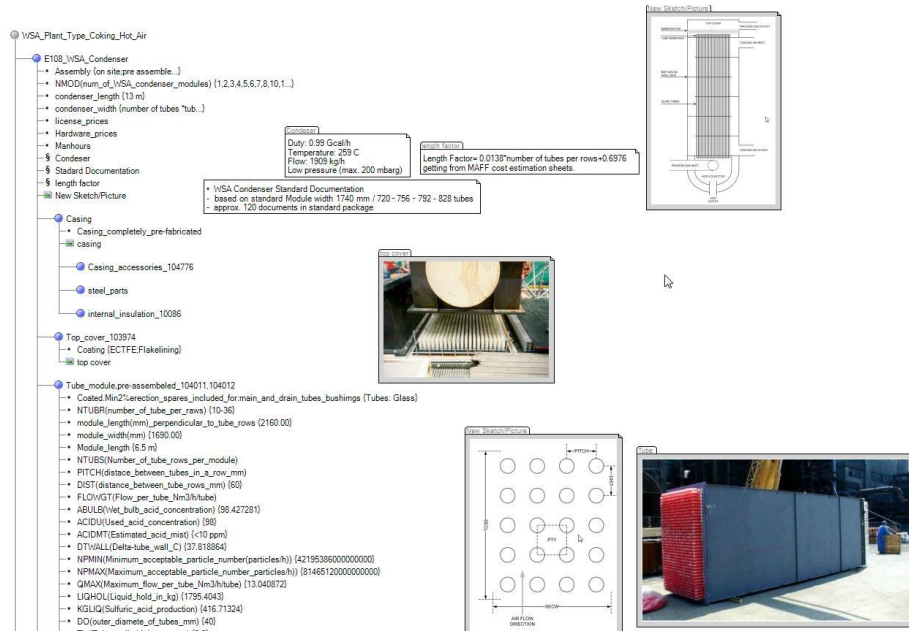 WSA_Plant_Type_Coking_Hot_Air
E108_WSA_Condenser
Assembly {on site;pre assemble...}
NMOD(num_of_WSA_condenser_modules) {1,2,3,4,5,6,7,8,10,1...}
condenser_length {13 m}
condenser_width {number of tubes *tub...}
license_prices
Hardware_prices
Manhours
§ Condeser
§ Stadard Documentation
§ length factor
New Sketch/Picture
Casing
Casing_completely_pre-fabricated
casing
Casing_accessories_104776
steel_parts
internal_insulation_10086
Top_cover_103974
Coating {ECTFE;Flakelining}
top cover
Tube_module,pre-assembeled_104011,104012
Coated.Min2%erection_spares_included_for:main_and_drain_tubes_bushimgs {Tubes: Glass}
NTUBR(number_of_tube_per_raws) {10-36}
module_length(mm)_perpendicular_to_tube_rows {2160.00}
module_width(mm) {1690.00}
Module_length {6.5 m}
NTUBS(Number_of_tube_rows_per_module)
PITCH(distace_between_tubes_in_a_row_mm)
DIST(distance_between_tube_rows_mm) {60}
FLOWGT(Flow_per_tube_Nm3/h/tube)
ABULB(Wet_bulb_acid_concentration) {98.427281}
ACIDU(Used_acid_concentration) {98}
ACIDMT(Estimated_acid_mist) {<10 ppm}
DTWALL(Delta-tube_wall_C) {37.818864}
NPMIN(Minimum_acceptable_particle_number(particles/h)) {42195386000000000}
NPMAX(Maximum_acceptable_particle_number_particles/h)) {81465120000000000}
QMAX(Maximum_flow_per_tube_Nm3/h/tube) {13.040872}
LIQHOL(Liquid_hold_in_kg) {1795.4043}
KGLIQ(Sulfuric_acid_production) {416.71324}
DO(outer_diamete_of_tubes_mm) {40}
Condeser
Duty: 0.99 Gcal/h
Temperature: 259 C
Flow: 1909 kg/h
Low pressure (max. 200 mbarg)
length factor
Length Factor= 0.0138*number of tubes per rows+0.6976
getting from MAFF cost estimation sheets.
WSA Condenser Standard Documentation
- based on standard Module width 1740 mm / 720 - 756 - 792 - 828 tubes
- approx. 120 documents in standard package
New Sketch/Picture
top cover
New Sketch/Picture
PITCH
DIST
PTY
SECW
AIR FLOW
DIRECTION
Tube